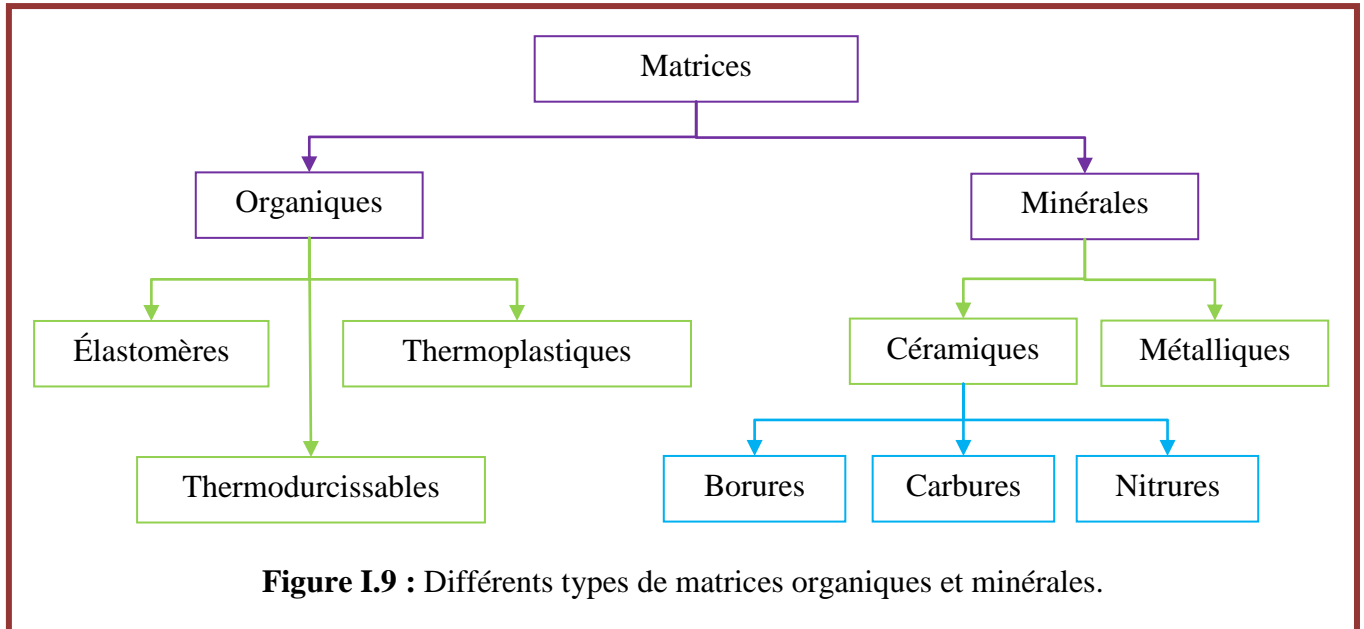 Matrices
Organiques
Minérales
Élastomères
Thermoplastiques
Céramiques
Métalliques
Thermodurcissables
Borures
Carbures
Nitrures
Figure I.9 : Différents types de matrices organiques et minérales.